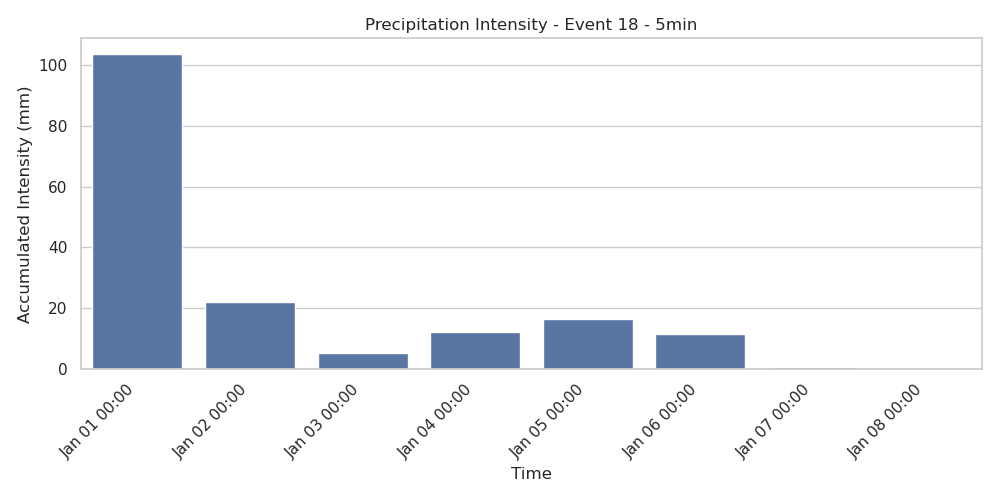 Precipitation Intensity - Event 18 - 5min
Accumulated Intensity (mm)
100
80
60
40
20
0
Jan 01 00:00
Jan 02 00:00
Jan 03 00:00
Jan 04 00:00
Jan 05 00:00
Jan 06 00:00
Jan 07 00:00
Jan 08 00:00
Time